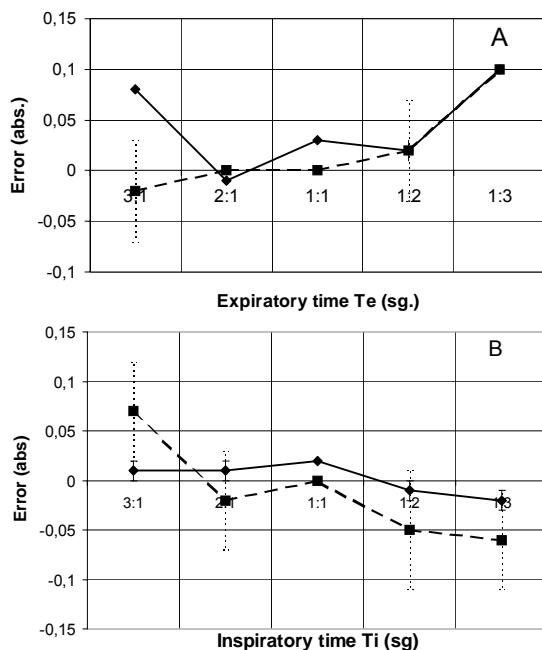 0,15
A
0,1
0,05
0
-0,05
-0,1
Error (abs.)
3:1 2:1 1:1 1:2 1:3
Expiratory time Te (sg.)
0,15
B
0,1
0,05
0
-0,05
-0,1
-0,15
Error (abs)
3:1 2:1 1:1 1:2 1:3
Inspiratory time Ti (sg)